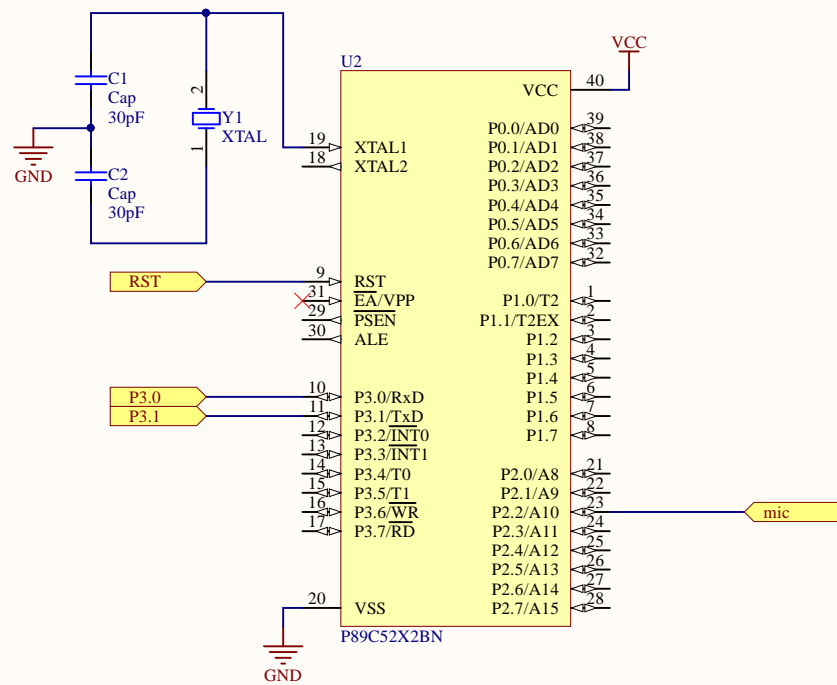 VCC
U2
C1
Cap
30pF
2
Y1
XTAL
1
GND
C2
Cap
30pF
VCC 40
P0.0/AD0 39
19 XTAL1 P0.1/AD1 38
18 XTAL2 P0.2/AD2 37
P0.3/AD3 36
P0.4/AD4 35
P0.5/AD5 34
P0.6/AD6 33
P0.7/AD7 32
RST 9 RST
31 EA/VPP P1.0/T2 1
29 PSEN P1.1/T2EX 2
30 ALE P1.2 3
P1.3 4
P1.4 5
P3.0 10 P3.0/RxD P1.5 6
P3.1 11 P3.1/TxD P1.6 7
12 P3.2/INT0 P1.7 8
13 P3.3/INT1
14 P3.4/T0 P2.0/A8 21
15 P3.5/T1 P2.1/A9 22
16 P3.6/WR P2.2/A10 23 mic
17 P3.7/RD P2.3/A11 24
P2.4/A12 25
P2.5/A13 26
P2.6/A14 27
20 VSS P2.7/A15 28
P89C52X2BN
GND